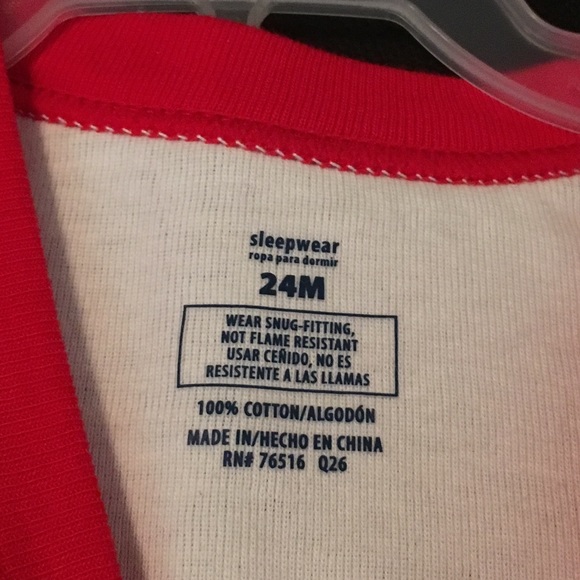 sleepwear
ropa para dormir
24M
WEAR SNUG-FITTING,
NOT FLAME RESISTANT
USAR CEÑIDO, NO ES
RESISTENTE A LAS LLAMAS
100% COTTON/ALGODÓN
MADE IN/HECHO EN CHINA
RN# 76516 Q26